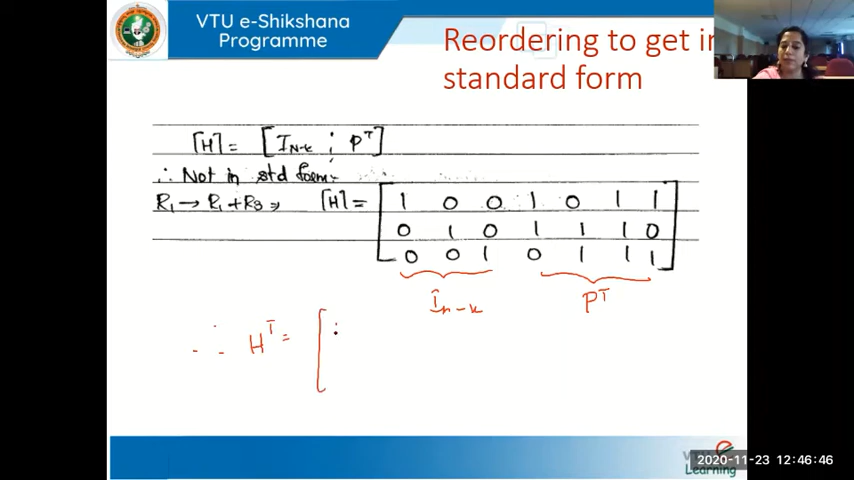 VTU e-Shikshana
Programme
Reordering to get in
standard form
[H] = [I_{N-k} ¦ P^T]
∴ Not in std form.
R₁ → R₁ + R₃ ⇒ [H] = [1 0 0 1 0 1 1
0 1 0 1 1 1 0
0 0 1 0 1 1 1]
I_{n-k} P^T
∴ H^T = [
2020-11-23 12:46:46
Learning